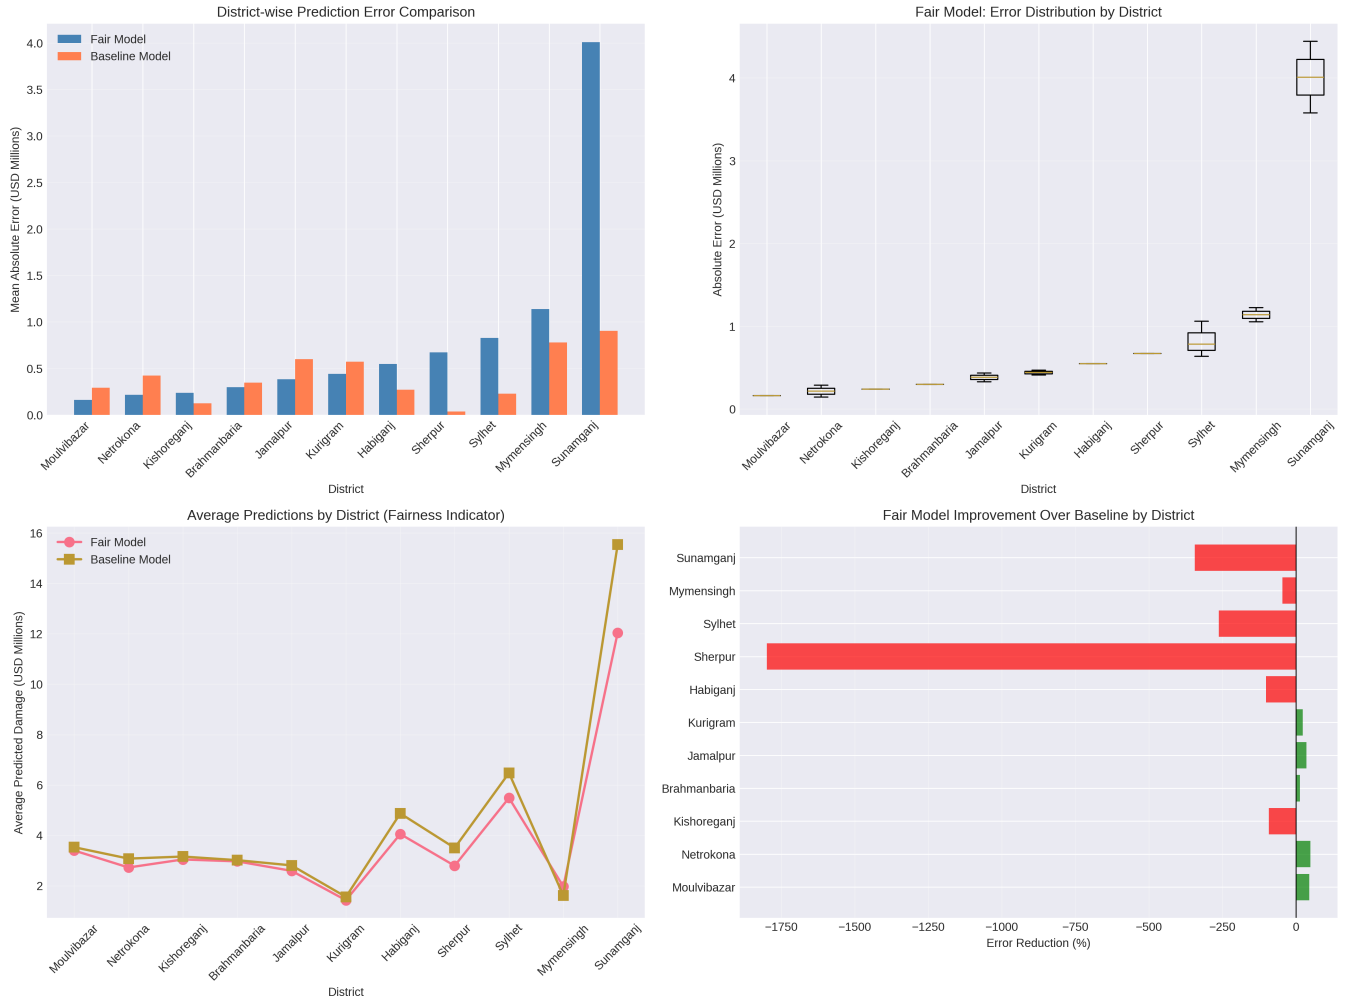 District-wise Prediction Error Comparison
Fair Model
Baseline Model
Mean Absolute Error (USD Millions)
4.0
3.5
3.0
2.5
2.0
1.5
1.0
0.5
0.0
Moulvibazar
Netrokona
Kishoreganj
Brahmanbaria
Jamalpur
Kurigram
Habiganj
Sherpur
Sylhet
Mymensingh
Sunamganj
District
Fair Model: Error Distribution by District
Absolute Error (USD Millions)
4
3
2
1
0
Moulvibazar
Netrokona
Kishoreganj
Brahmanbaria
Jamalpur
Kurigram
Habiganj
Sherpur
Sylhet
Mymensingh
Sunamganj
District
Average Predictions by District (Fairness Indicator)
Fair Model
Baseline Model
Average Predicted Damage (USD Millions)
16
14
12
10
8
6
4
2
Moulvibazar
Netrokona
Kishoreganj
Brahmanbaria
Jamalpur
Kurigram
Habiganj
Sherpur
Sylhet
Mymensingh
Sunamganj
District
Fair Model Improvement Over Baseline by District
Sunamganj
Mymensingh
Sylhet
Sherpur
Habiganj
Kurigram
Jamalpur
Brahmanbaria
Kishoreganj
Netrokona
Moulvibazar
−1750 −1500 −1250 −1000 −750 −500 −250 0
Error Reduction (%)